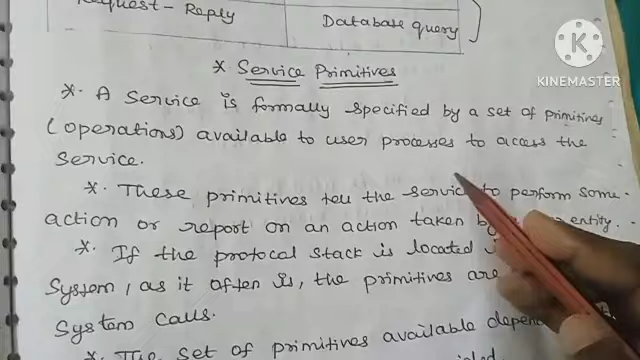 Request - Reply
Database query
K
KINEMASTER
* Service Primitives
*. A Service is formally specified by a set of primitives
(operations) available to user processes to access the
service.
*. These primitives tell the service to perform some
action or report on an action taken by entity.
*. If the protocal stack is located
System, as it often is, the primitives are
System calls.
*. The set of primitives available